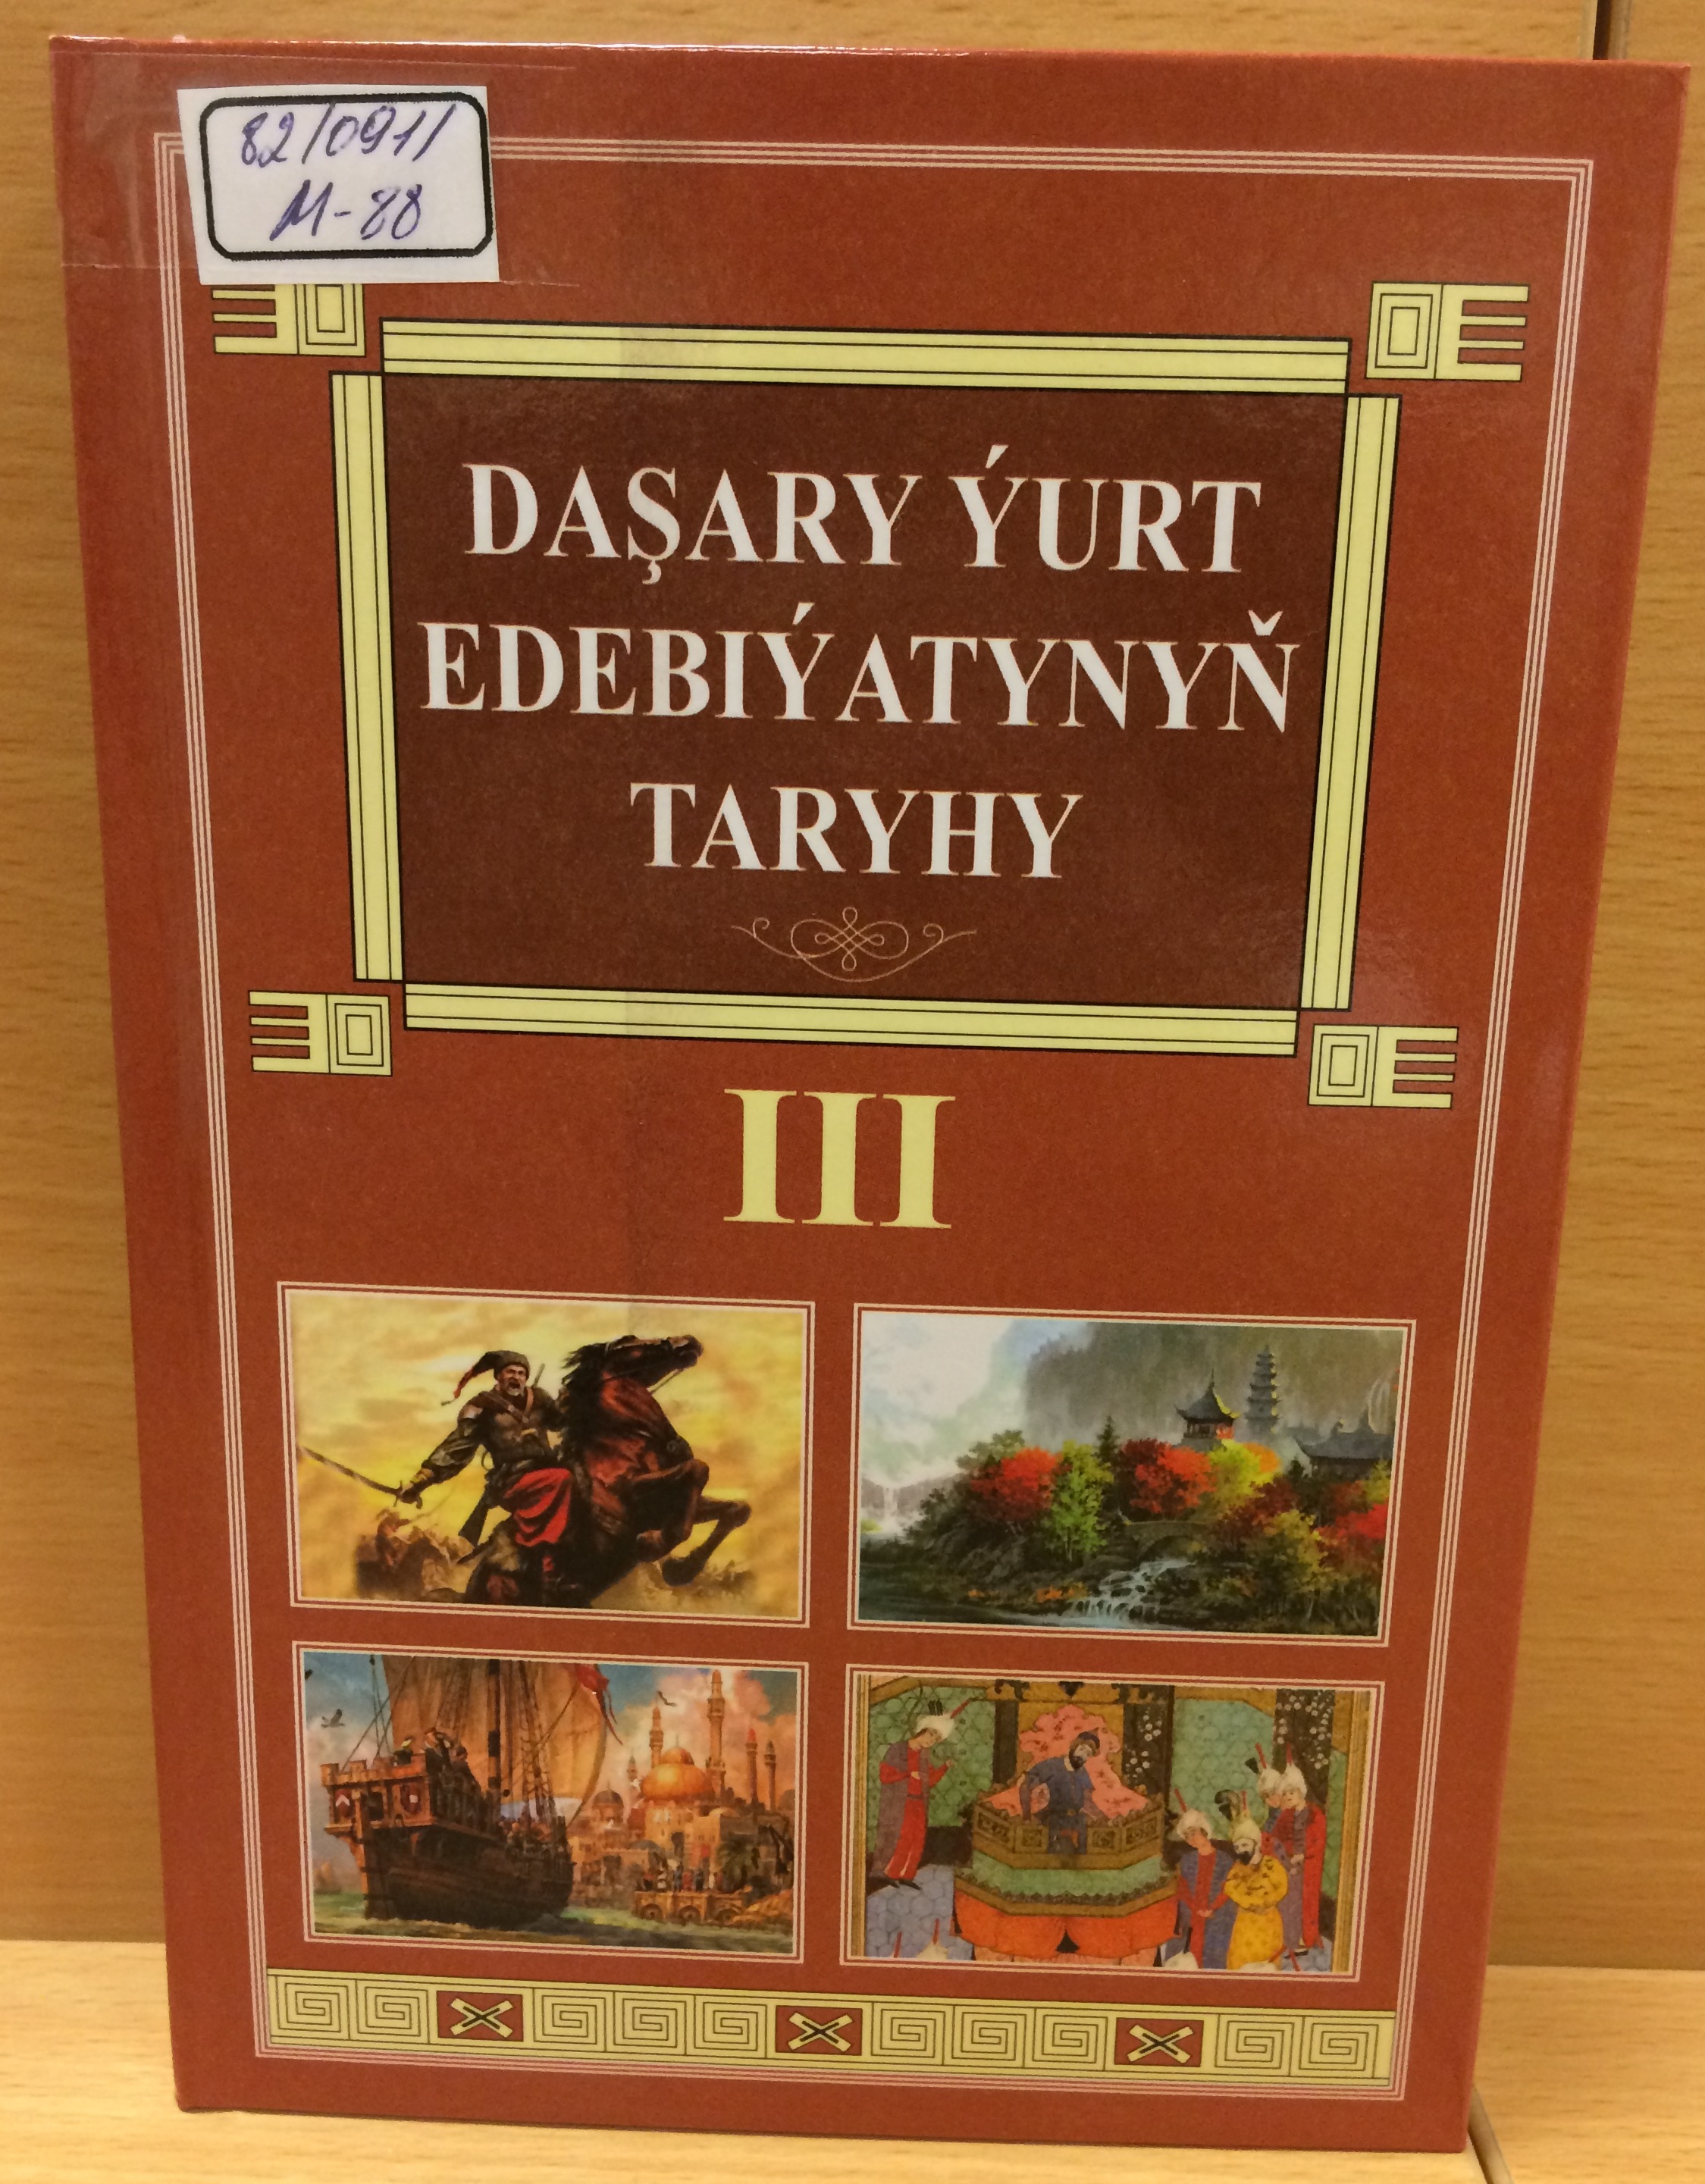 82/091/
M-88
DAŞARY ÝURT
EDEBIÝATYNYŇ
TARYHY
III